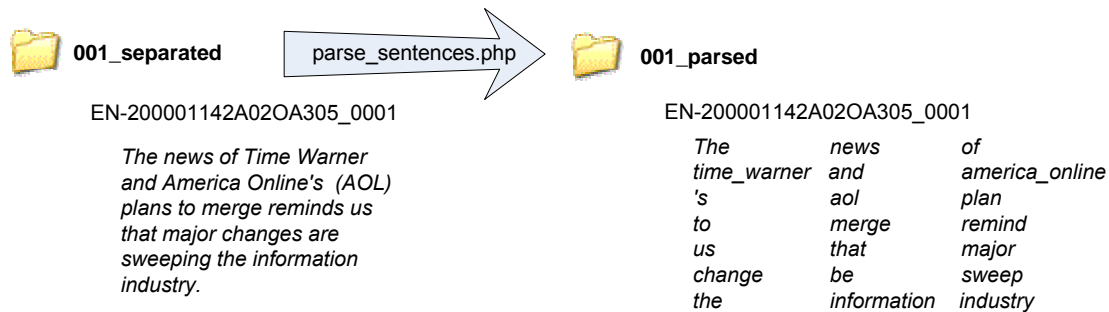 001_separated
parse_sentences.php
001_parsed
EN-200001142A02OA305_0001
The news of Time Warner
and America Online's (AOL)
plans to merge reminds us
that major changes are
sweeping the information
industry.
EN-200001142A02OA305_0001
The news of
time_warner and america_online
's aol plan
to merge remind
us that major
change be sweep
the information industry